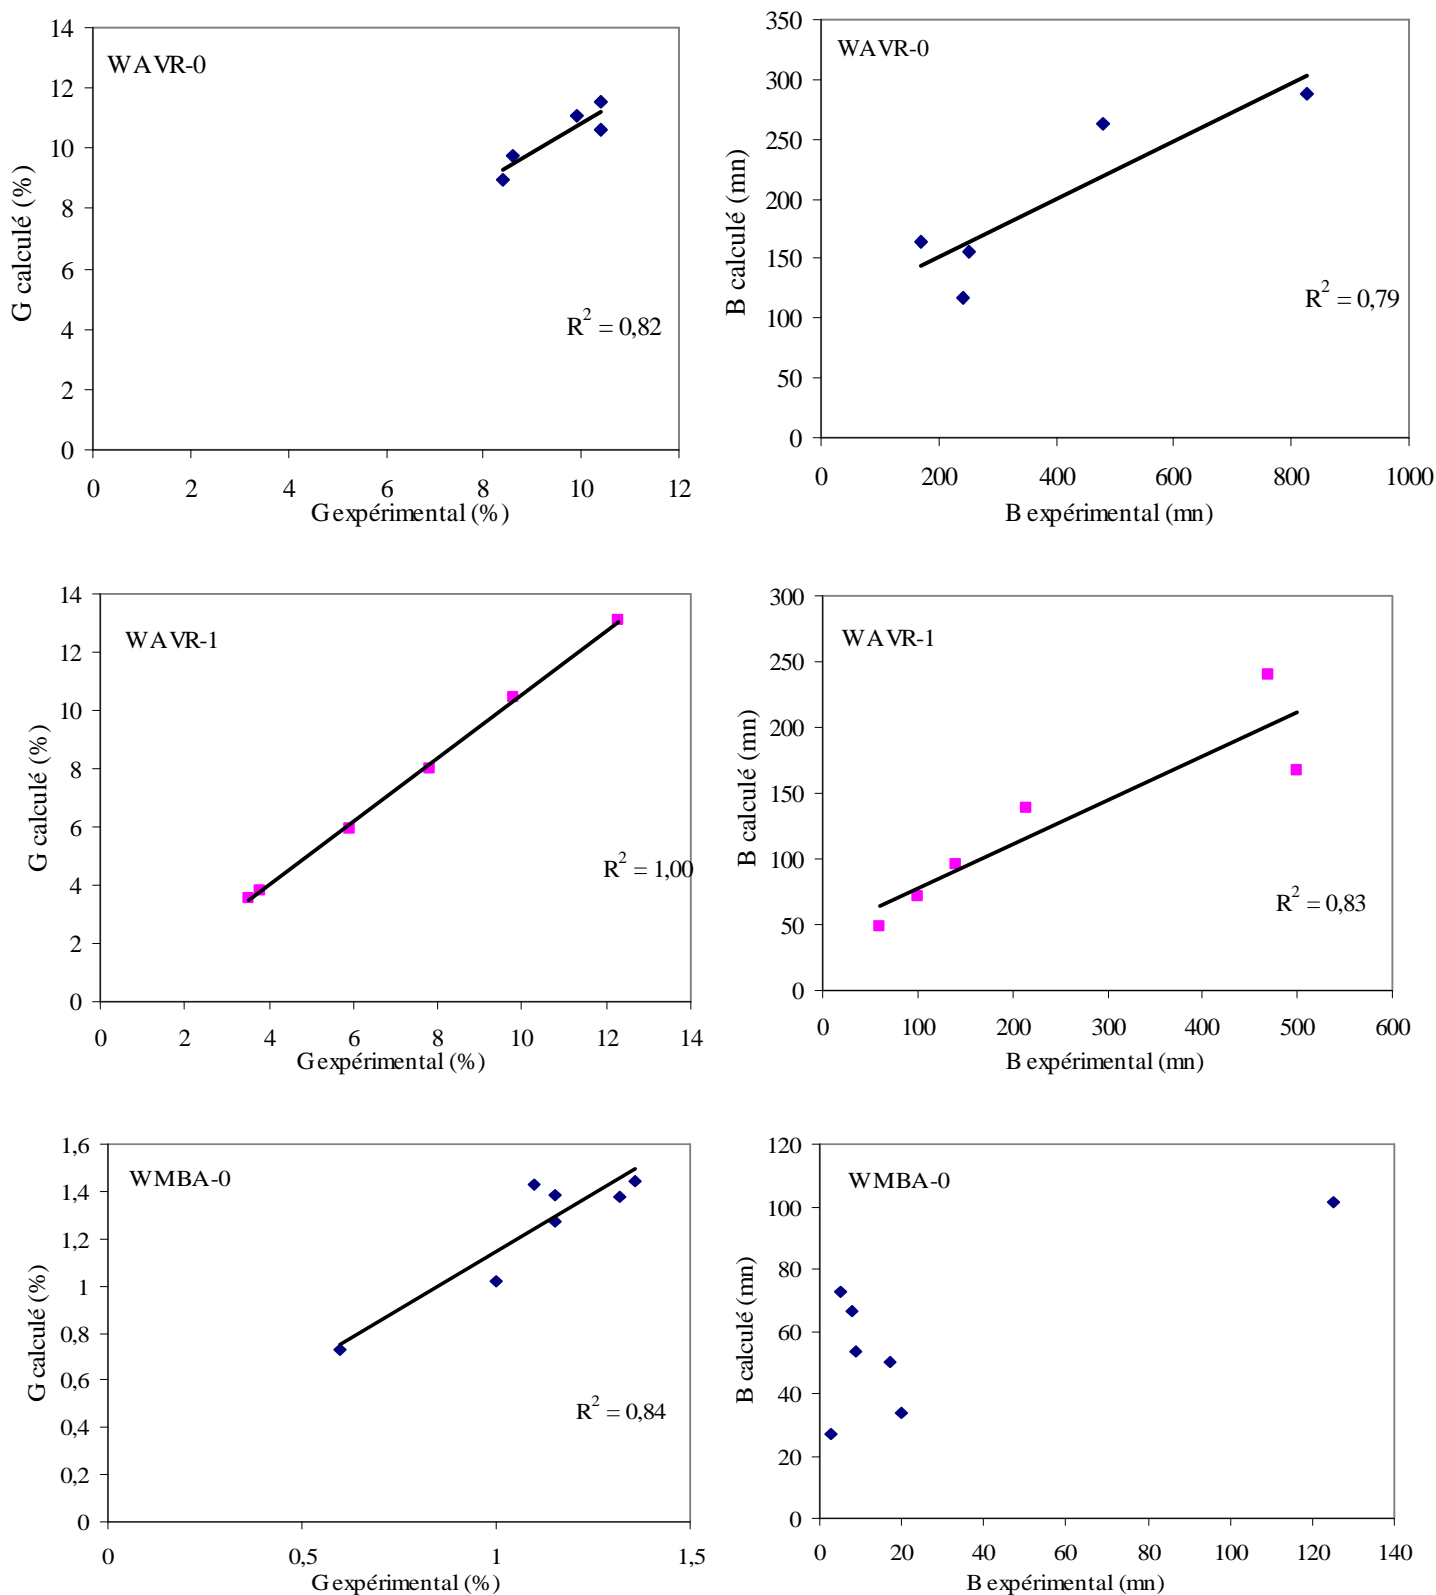 WAVR-0
G calculé (%)
14
12
10
8
6
4
2
0
R² = 0,82
0 2 4 6 8 10 12
G expérimental (%)
WAVR-0
B calculé (mn)
350
300
250
200
150
100
50
0
R² = 0,79
0 200 400 600 800 1000
B expérimental (mn)
WAVR-1
G calculé (%)
14
12
10
8
6
4
2
0
R² = 1,00
0 2 4 6 8 10 12 14
G expérimental (%)
WAVR-1
B calculé (mn)
300
250
200
150
100
50
0
R² = 0,83
0 100 200 300 400 500 600
B expérimental (mn)
WMBA-0
G calculé (%)
1,6
1,4
1,2
1
0,8
0,6
0,4
0,2
0
R² = 0,84
0 0,5 1 1,5
G expérimental (%)
WMBA-0
B calculé (mn)
120
100
80
60
40
20
0
0 20 40 60 80 100 120 140
B expérimental (mn)